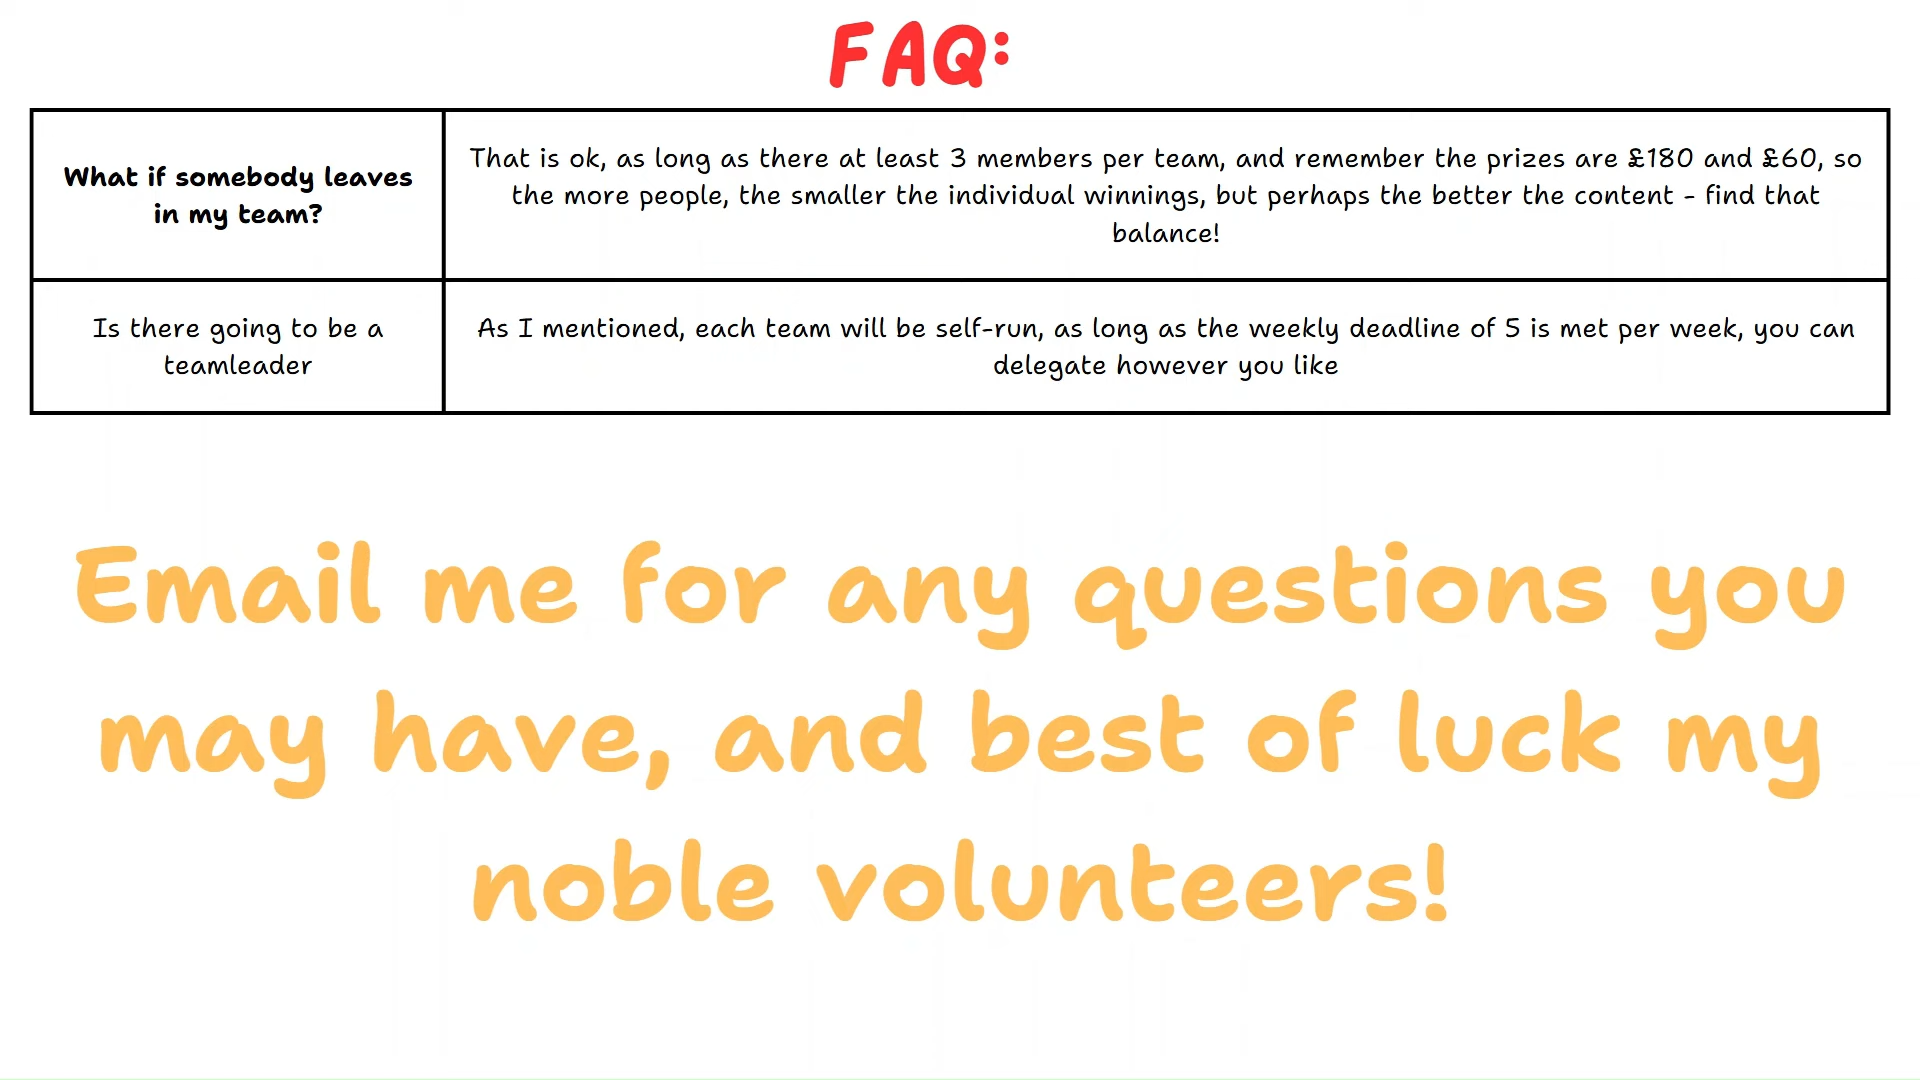 FAQ:
What if somebody leaves
in my team?
That is ok, as long as there at least 3 members per team, and remember the prizes are £180 and £60, so
the more people, the smaller the individual winnings, but perhaps the better the content - find that
balance!
Is there going to be a
teamleader
As I mentioned, each team will be self-run, as long as the weekly deadline of 5 is met per week, you can
delegate however you like
Email me for any questions you
may have, and best of luck my
noble volunteers!